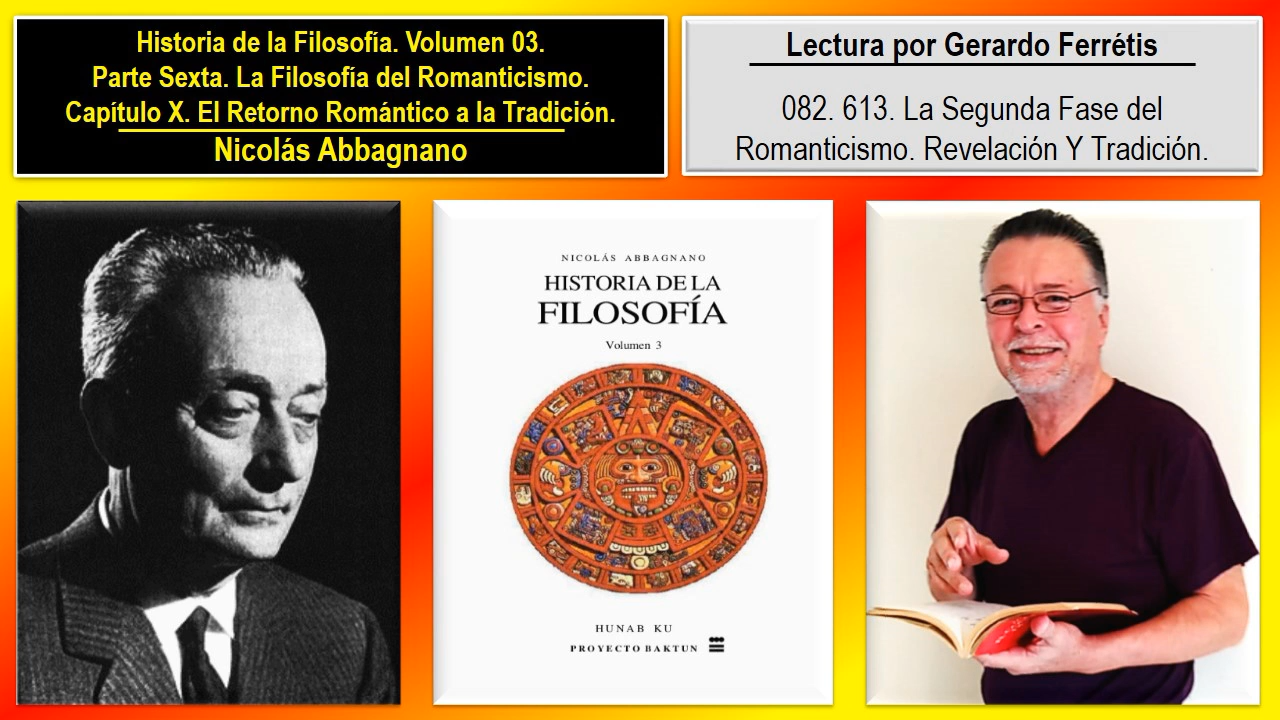 Historia de la Filosofía. Volumen 03.
Parte Sexta. La Filosofía del Romanticismo.
Capítulo X. El Retorno Romántico a la Tradición.
Nicolás Abbagnano
Lectura por Gerardo Ferrétis
082. 613. La Segunda Fase del
Romanticismo. Revelación Y Tradición.
NICOLÁS ABBAGNANO
HISTORIA DE LA
FILOSOFÍA
Volumen 3
HUNAB KU
PROYECTO BAKTUN